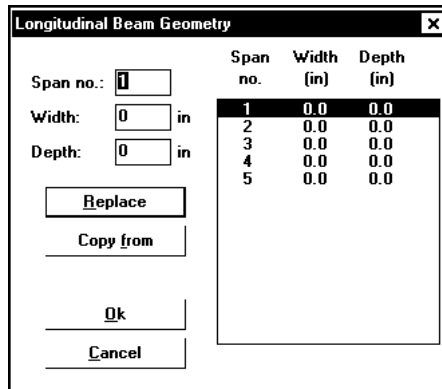 Longitudinal Beam Geometry
Span no.: 1
Width: 0 in
Depth: 0 in
Replace
Copy from
Ok
Cancel
Span Width Depth
no. (in) (in)
1 0.0 0.0
2 0.0 0.0
3 0.0 0.0
4 0.0 0.0
5 0.0 0.0